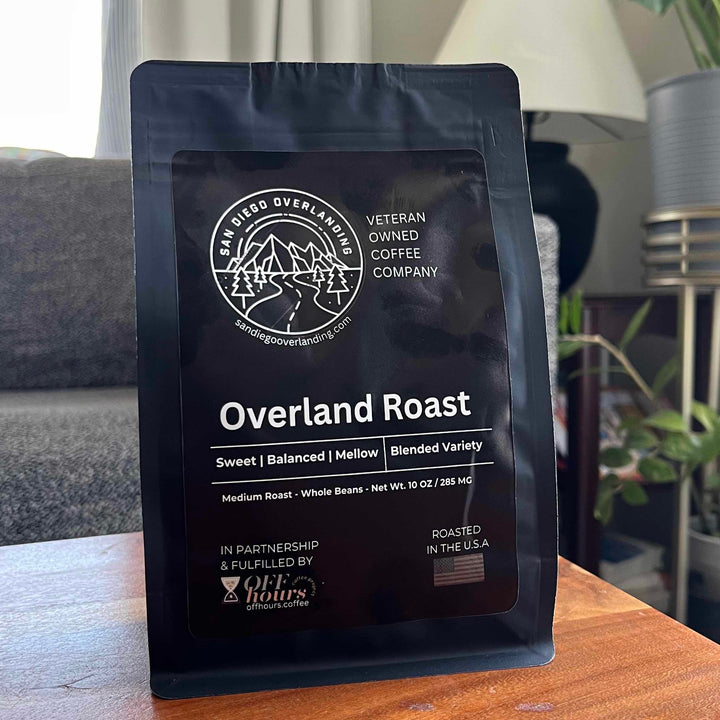 SAN DIEGO OVERLANDING
sandiegooverlanding.com
VETERAN
OWNED
COFFEE
COMPANY
Overland Roast
Sweet | Balanced | Mellow
Blended Variety
Medium Roast - Whole Beans - Net Wt. 10 OZ / 285 MG
IN PARTNERSHIP
& FULFILLED BY
OFF
hours
offhours.coffee
ROASTED
IN THE U.S.A